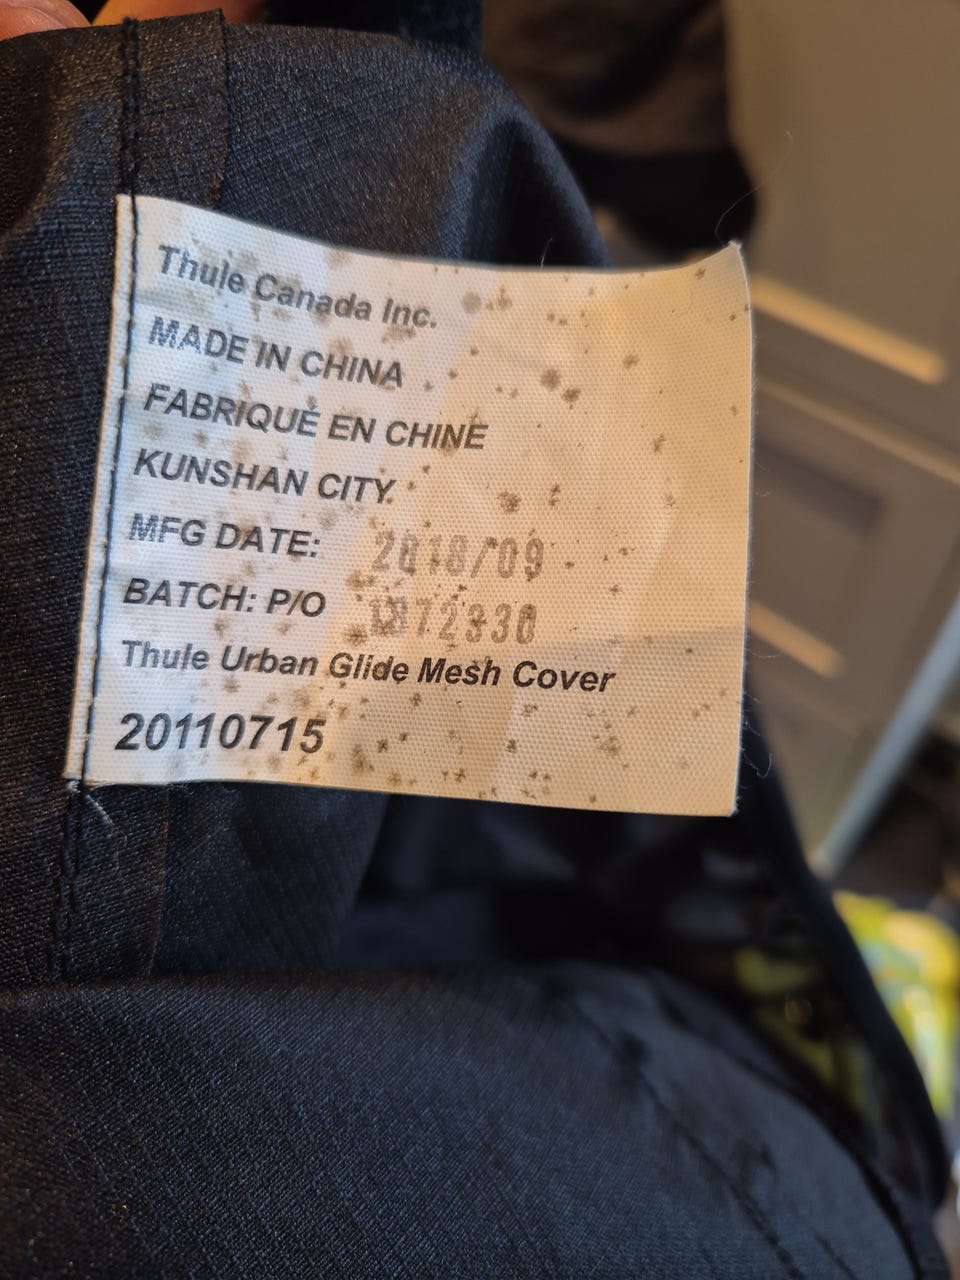 Thule Canada Inc.
MADE IN CHINA
FABRIQUÉ EN CHINE
KUNSHAN CITY.
MFG DATE: 2018/09
BATCH: P/O
Thule Urban Glide Mesh Cover
20110715